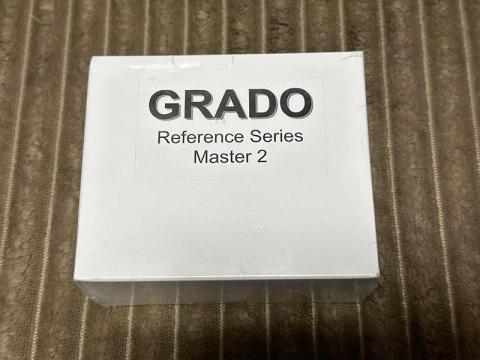 GRADO
Reference Series
Master 2